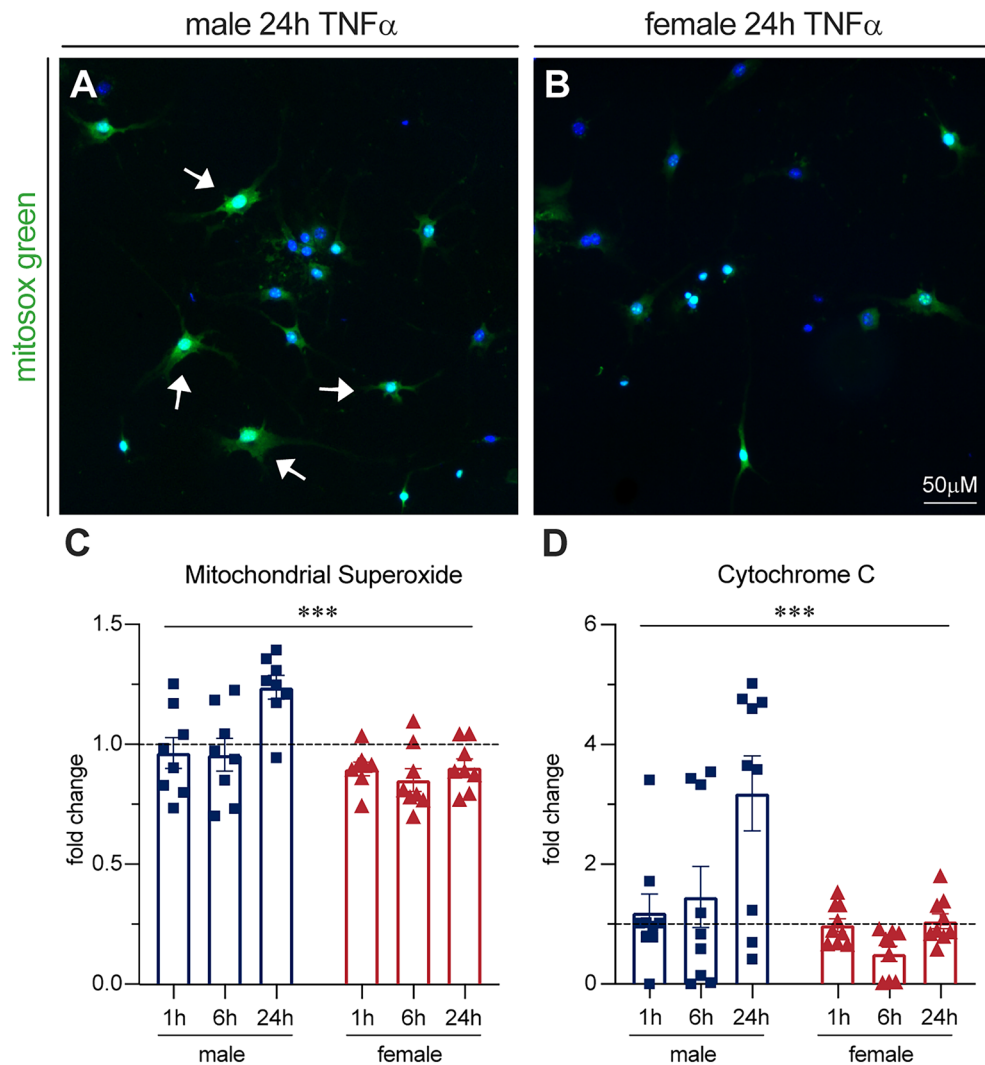 male 24h TNFα
female 24h TNFα
mitosox green
A
B
50μM
C
D
Mitochondrial Superoxide
Cytochrome C
***
***
fold change
1.5
1.0
0.5
0.0
1h 6h 24h 1h 6h 24h
male female
fold change
6
4
2
0
1h 6h 24h 1h 6h 24h
male female